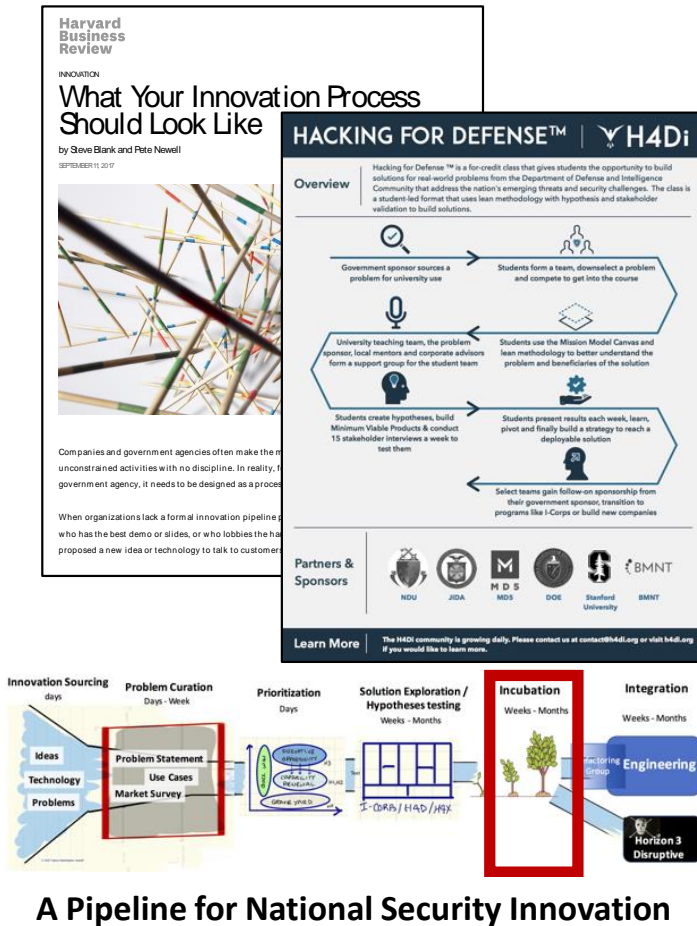 Harvard
Business
Review
INNOVATION
What Your Innovation Process
Should Look Like
by Steve Blank and Pete Newell
SEPTEMBER 11, 2017
Companies and government agencies often make the m
unconstrained activities with no discipline. In reality, f
government agency, it needs to be designed as a proces
When organizations lack a formal innovation pipeline p
who has the best demo or slides, or who lobbies the ha
proposed a new idea or technology to talk to customers
HACKING FOR DEFENSE™ | H4Di
Overview
Hacking for Defense ™ is a for-credit class that gives students the opportunity to build
solutions for real-world problems from the Department of Defense and Intelligence
Community that address the nation's emerging threats and security challenges. The class is
a student-led format that uses lean methodology with hypothesis and stakeholder
validation to build solutions.
Government sponsor sources a
problem for university use
Students form a team, downselect a problem
and compete to get into the course
University teaching team, the problem
sponsor, local mentors and corporate advisors
form a support group for the student team
Students use the Mission Model Canvas and
lean methodology to better understand the
problem and beneficiaries of the solution
Students create hypotheses, build
Minimum Viable Products & conduct
15 stakeholder interviews a week to
test them
Students present results each week, learn,
pivot and finally build a strategy to reach a
deployable solution
Select teams gain follow-on sponsorship from
their government sponsor, transition to
programs like I-Corps or build new companies
Partners &
Sponsors
M
MDS
BMNT
NDU
JIDA
MDS
DOE
Stanford
University
BMNT
Learn More
The H4Di community is growing daily. Please contact us at contact@h4di.org or visit h4di.org
if you would like to learn more.
Innovation Sourcing
days
Problem Curation
Days - Week
Prioritization
Days
Solution Exploration /
Hypotheses testing
Weeks - Months
Incubation
Weeks - Months
Integration
Weeks - Months
Ideas
Technology
Problems
Problem Statement
Use Cases
Market Survey
DISRUPTIVE
OPPORTUNITY
GRAVE YARD
I-CORPS/H4D/H4X
actoring
Group
Engineering
Horizon 3
Disruptive
A Pipeline for National Security Innovation